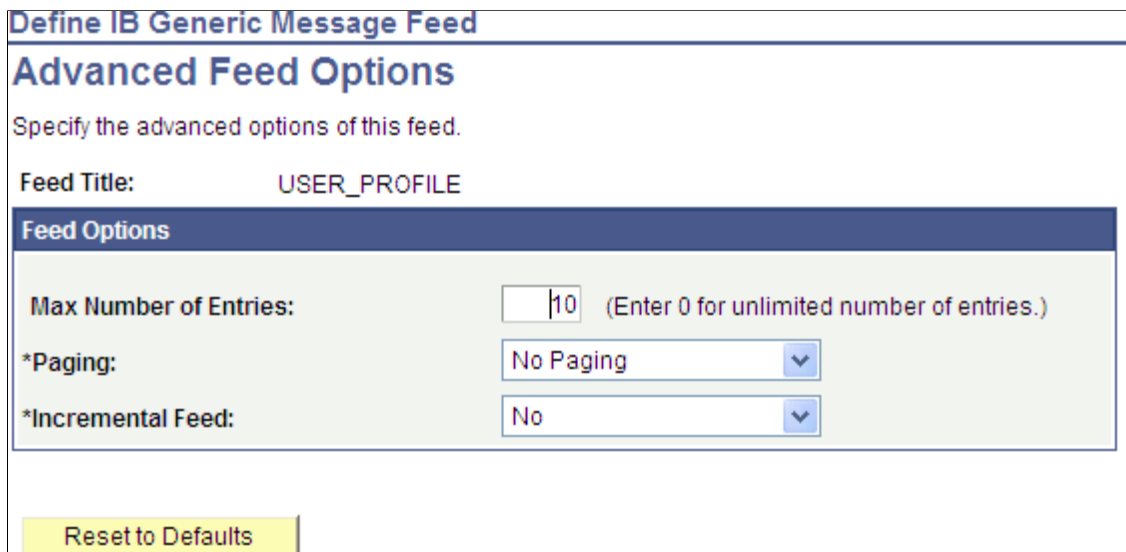 Define IB Generic Message Feed
Advanced Feed Options
Specify the advanced options of this feed.
Feed Title: USER_PROFILE
Feed Options
Max Number of Entries: 10 (Enter 0 for unlimited number of entries.)
*Paging: No Paging
*Incremental Feed: No
Reset to Defaults